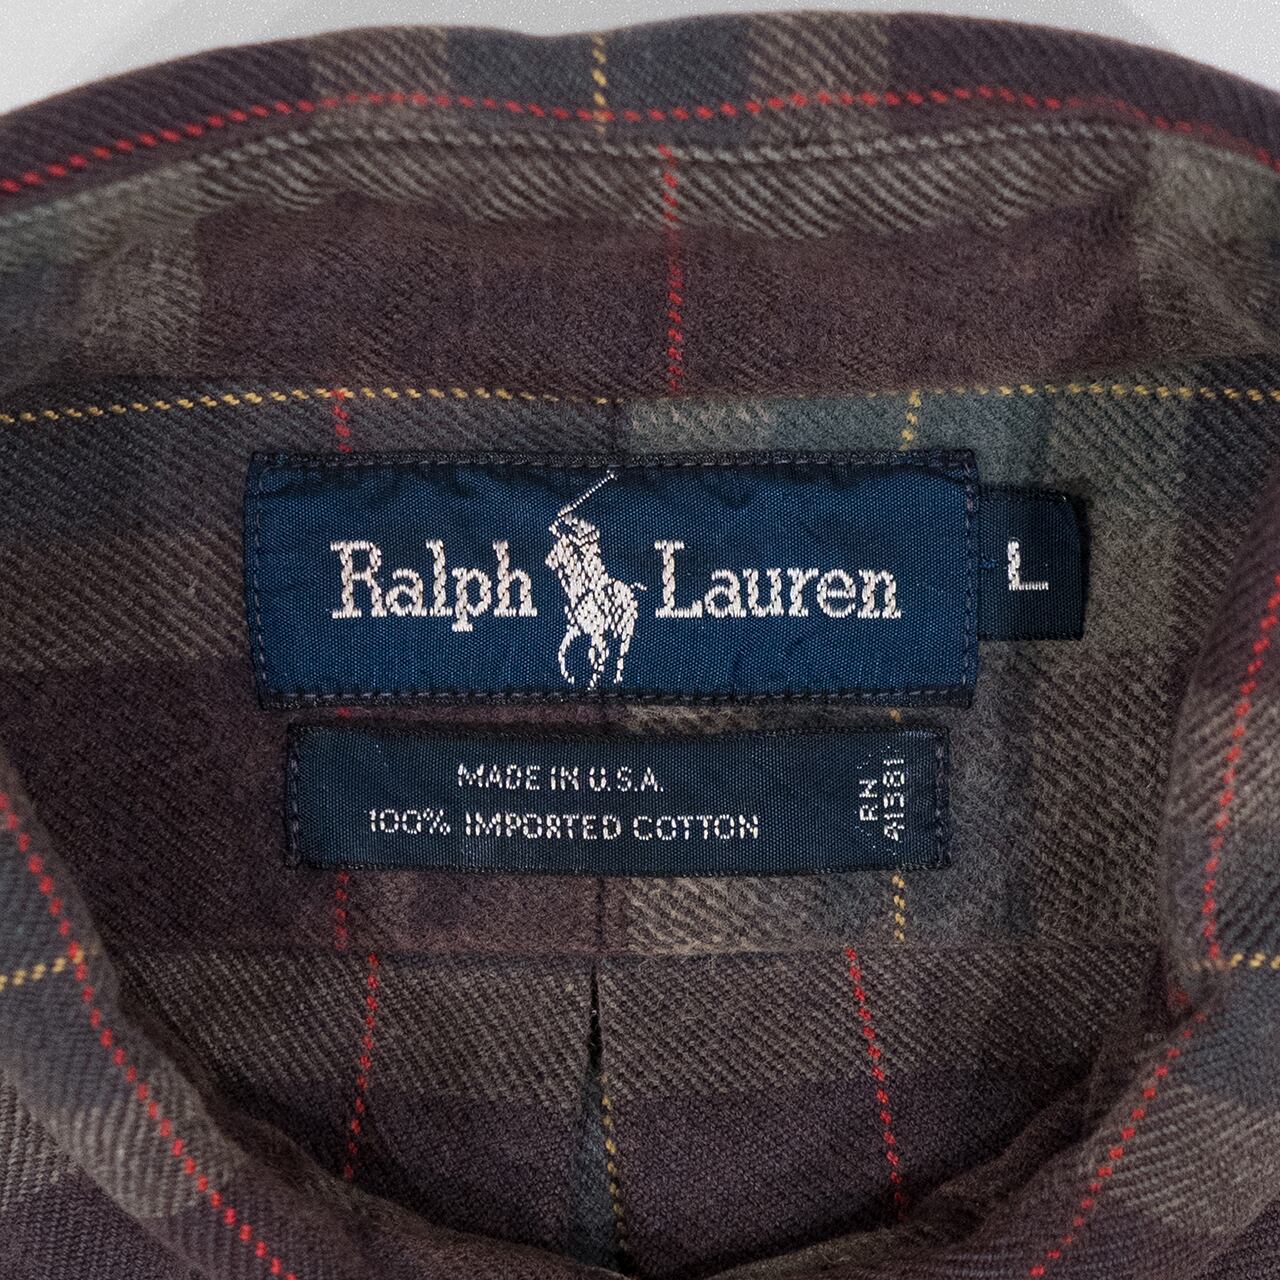 Ralph Lauren
L
MADE IN U.S.A.
100% IMPORTED COTTON
RN
41381